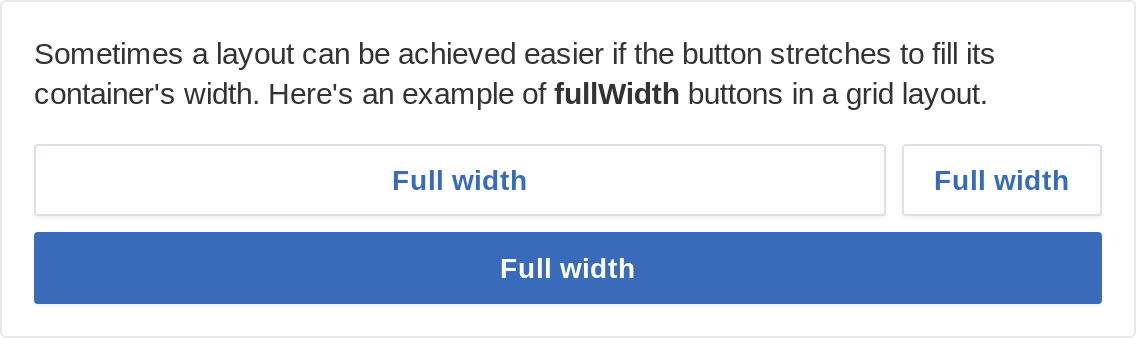 Sometimes a layout can be achieved easier if the button stretches to fill its
container's width. Here's an example of fullWidth buttons in a grid layout.
Full width Full width
Full width